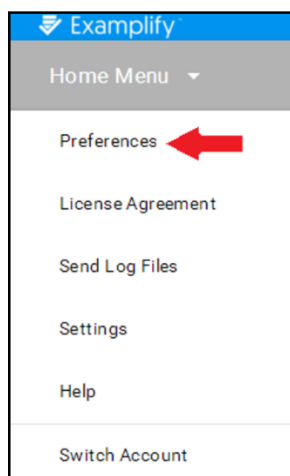 Examplify
Home Menu
Preferences
License Agreement
Send Log Files
Settings
Help
Switch Account